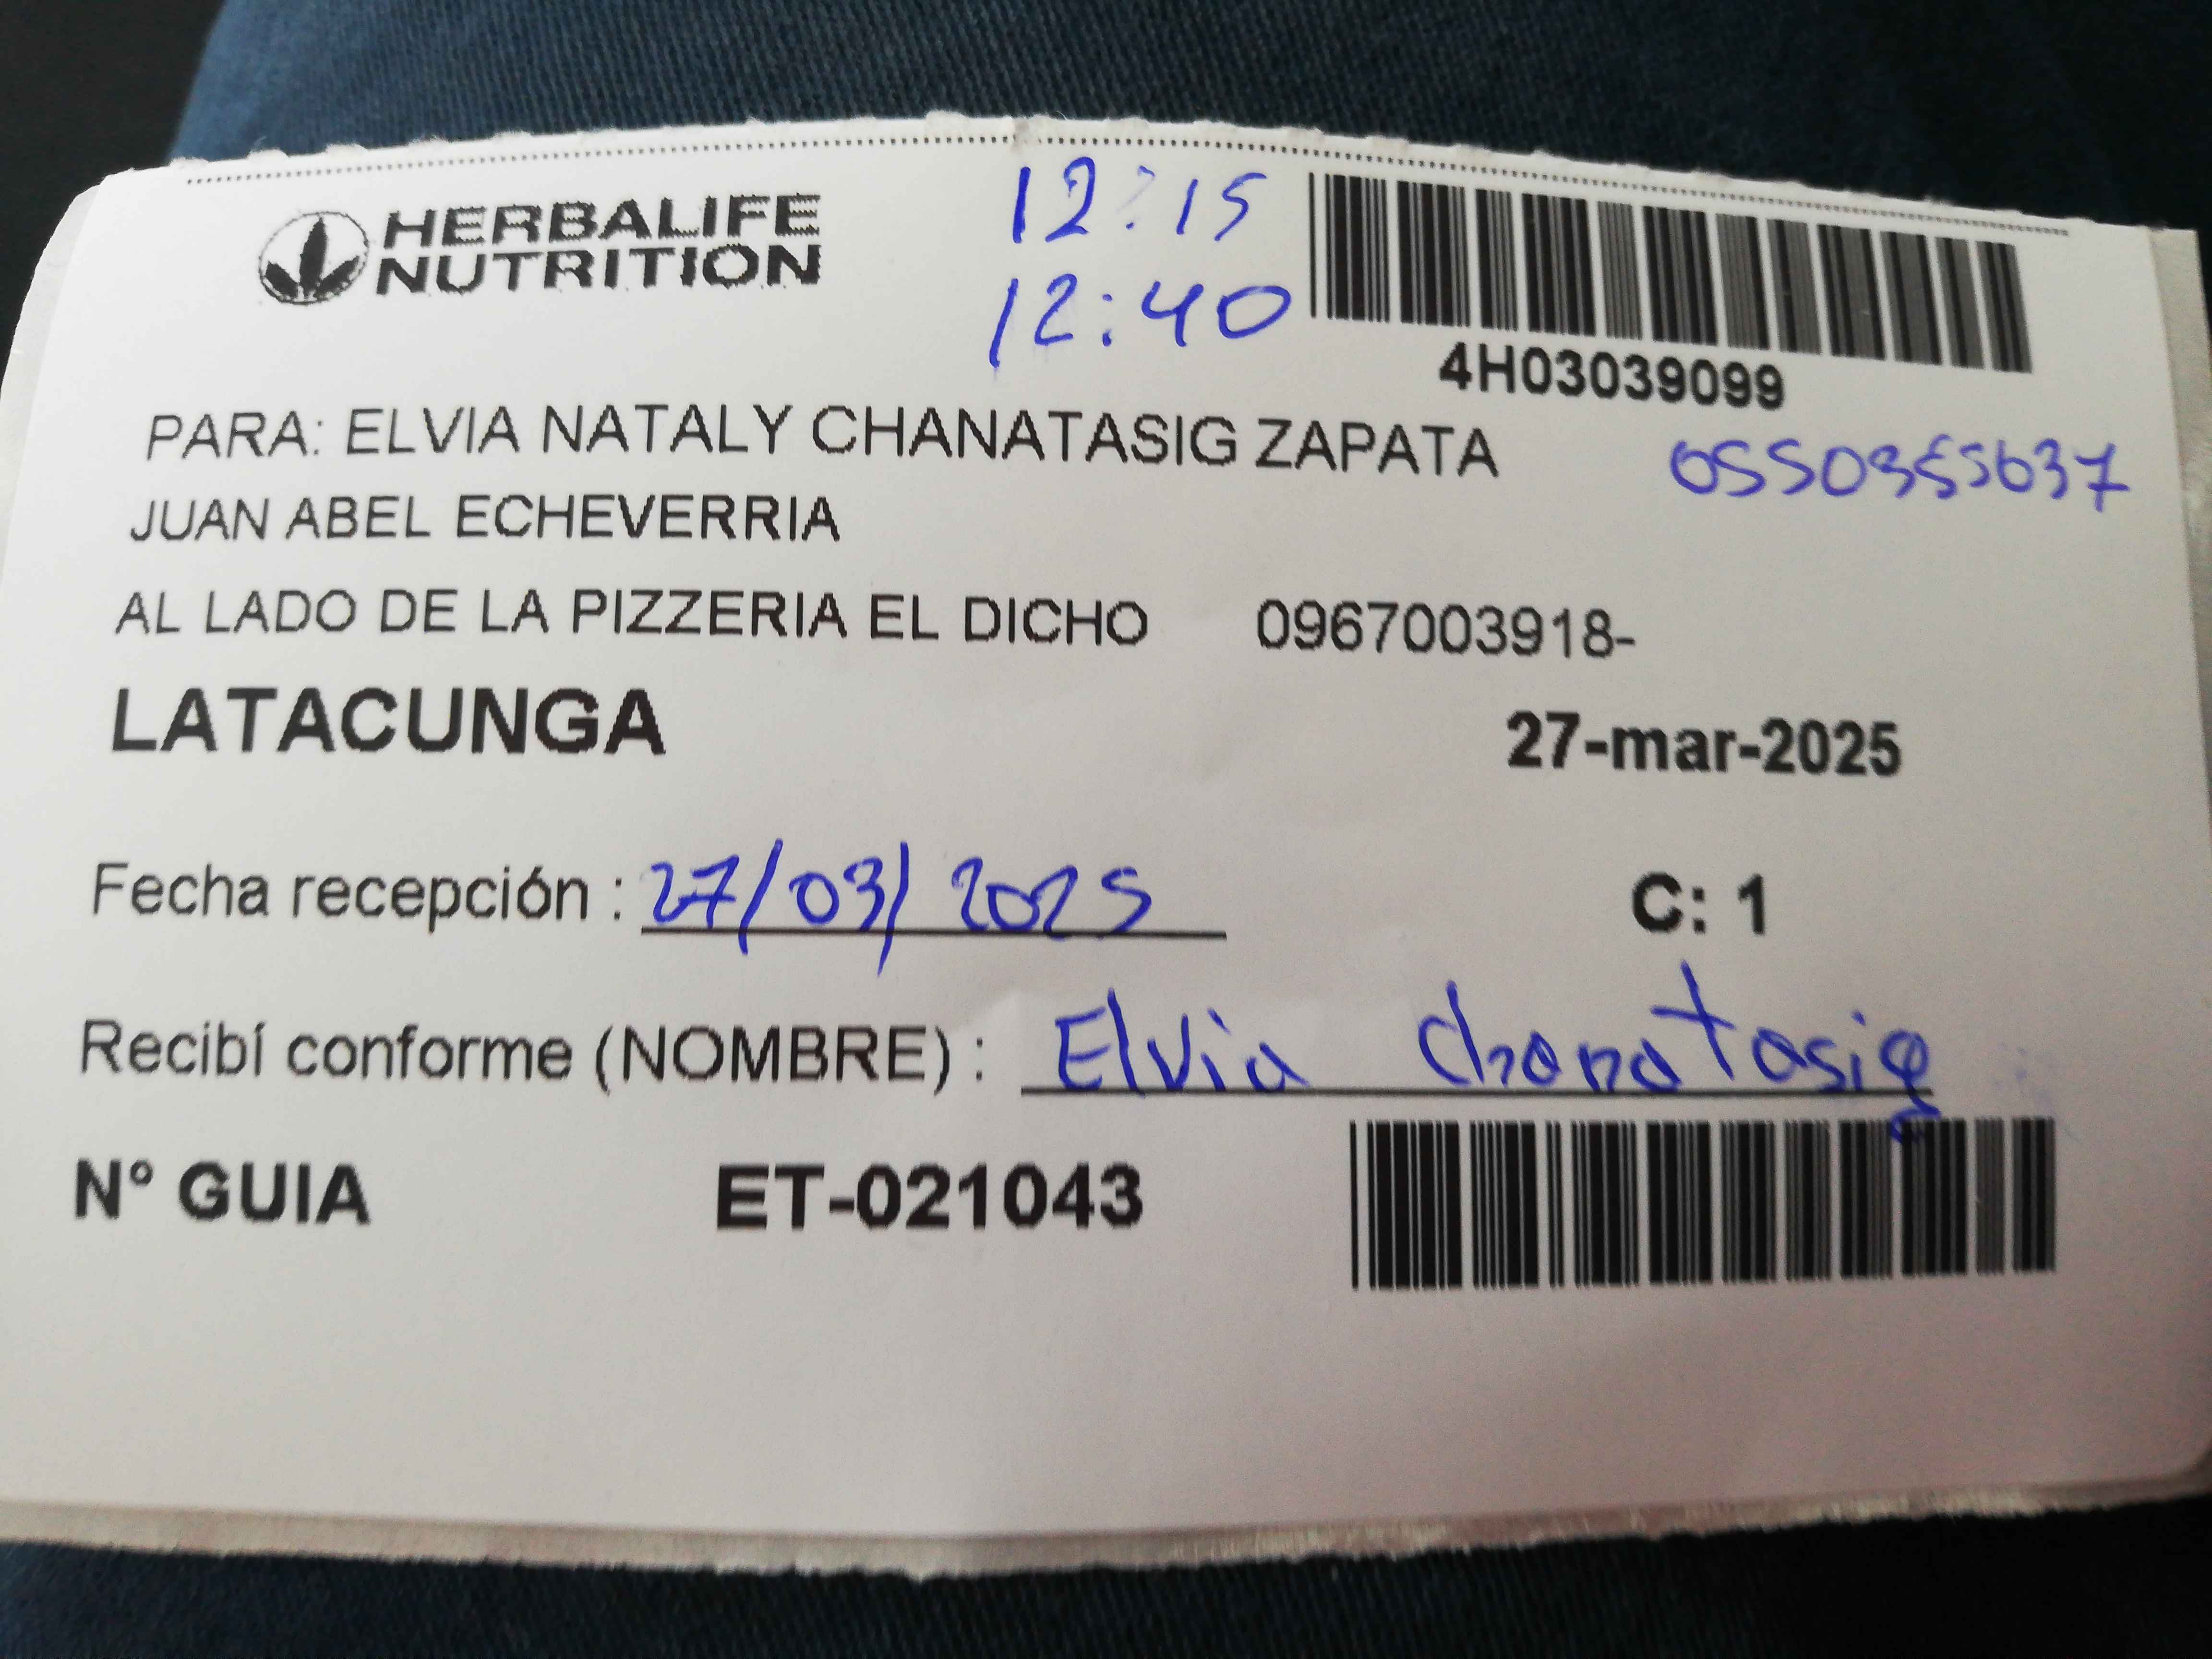 HERBALIFE
NUTRITION
12:15
12:40
4H03039099
PARA: ELVIA NATALY CHANATASIG ZAPATA
JUAN ABEL ECHEVERRIA
AL LADO DE LA PIZZERIA EL DICHO 0967003918-
LATACUNGA
27-mar-2025
Fecha recepción : 27/03/2025
C: 1
Recibí conforme (NOMBRE) : Elvia Chanatasig
N° GUIA ET-021043